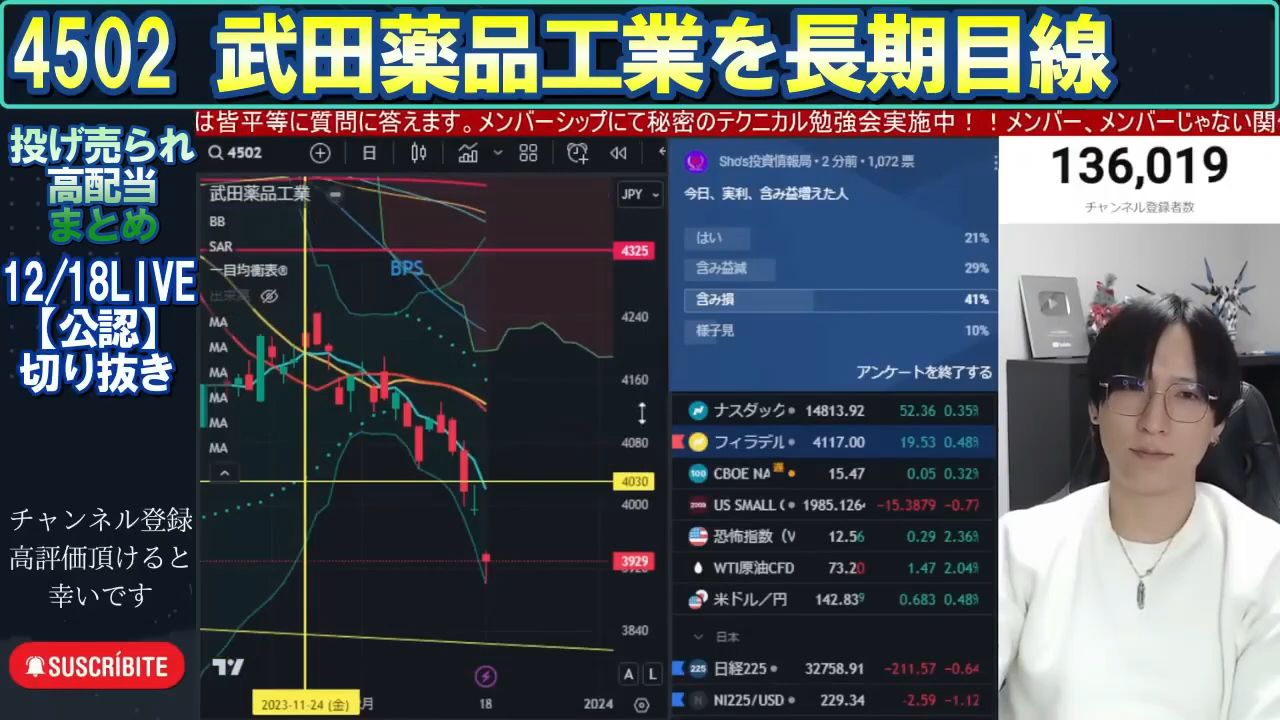 4502 武田薬品工業を長期目線
は皆平等に質問に答えます。メンバーシップにて秘密のテクニカル勉強会実施中！！メンバー、メンバーじゃない関
投げ売られ
高配当
まとめ
12/18LIVE
【公認】
切り抜き
チャンネル登録
高評価頂けると
幸いです
SUSCRÍBITE
4502
日
武田薬品工業
JPY
BB
SAR
一目均衡表
出来高
MA
MA
MA
MA
MA
MA
BPS
4325
4240
4160
4080
4030
4000
3929
3840
A L
2023-11-24 (金)
月
18
2024
Sho's投資情報局・2 分前・1,072 票
今日、実利、含み益増えた人
はい 21%
含み益減 29%
含み損 41%
様子見 10%
アンケートを終了する
ナスダック 14813.92 52.36 0.35%
フィラデル 4117.00 19.53 0.48%
100 CBOE NA 遅 15.47 0.05 0.32%
2000 US SMALL C 1985.126 -15.3879 -0.77
恐怖指数（V 12.56 0.29 2.36%
WTI原油CFD 73.20 1.47 2.04%
米ドル／円 142.839 0.683 0.48%
日本
225 日経225 32758.91 -211.57 -0.64
N NI225/USD 229.34 -2.59 -1.12
136,019
チャンネル登録者数